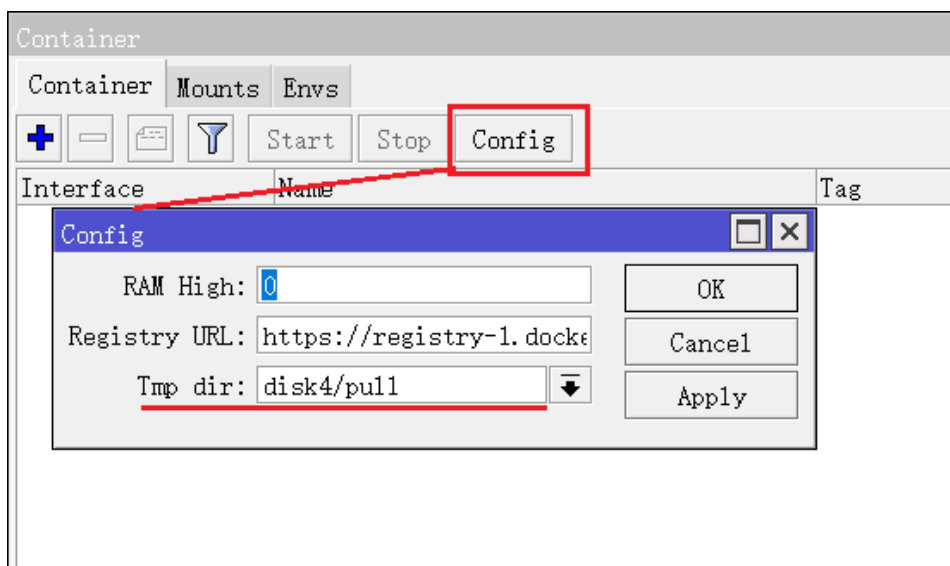 Container
Container Mounts Envs
Start Stop Config
Interface Name Tag
Config
RAM High: 0 OK
Registry URL: https://registry-1.docke Cancel
Tmp dir: disk4/pull Apply